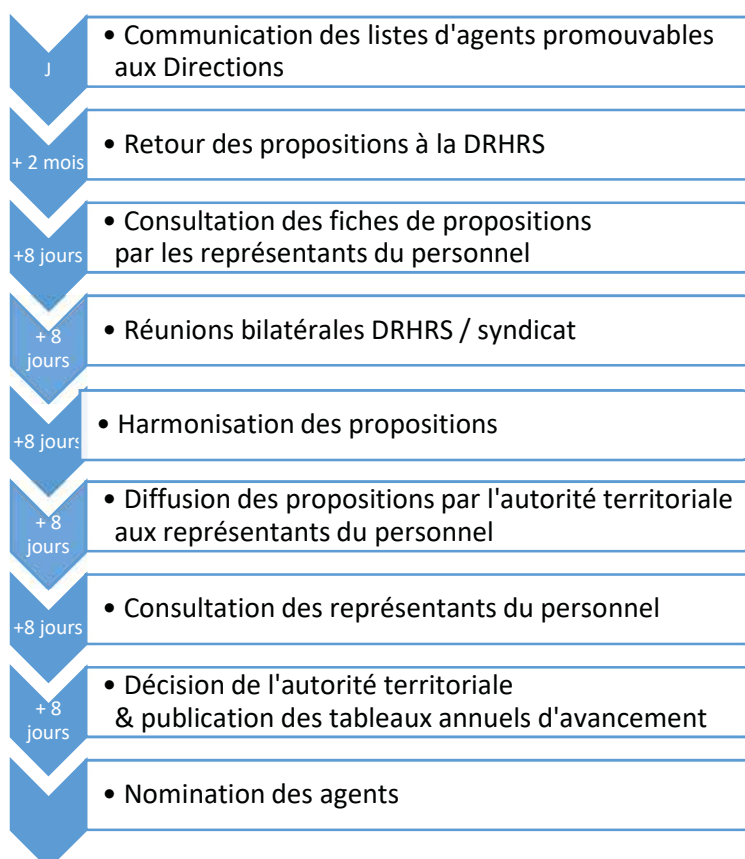 J
• Communication des listes d'agents promouvables
aux Directions
+ 2 mois
• Retour des propositions à la DRHRS
+8 jours
• Consultation des fiches de propositions
par les représentants du personnel
+ 8
jours
• Réunions bilatérales DRHRS / syndicat
+8 jours
• Harmonisation des propositions
+ 8
jours
• Diffusion des propositions par l'autorité territoriale
aux représentants du personnel
+8 jours
• Consultation des représentants du personnel
+ 8
jours
• Décision de l'autorité territoriale
& publication des tableaux annuels d'avancement
• Nomination des agents